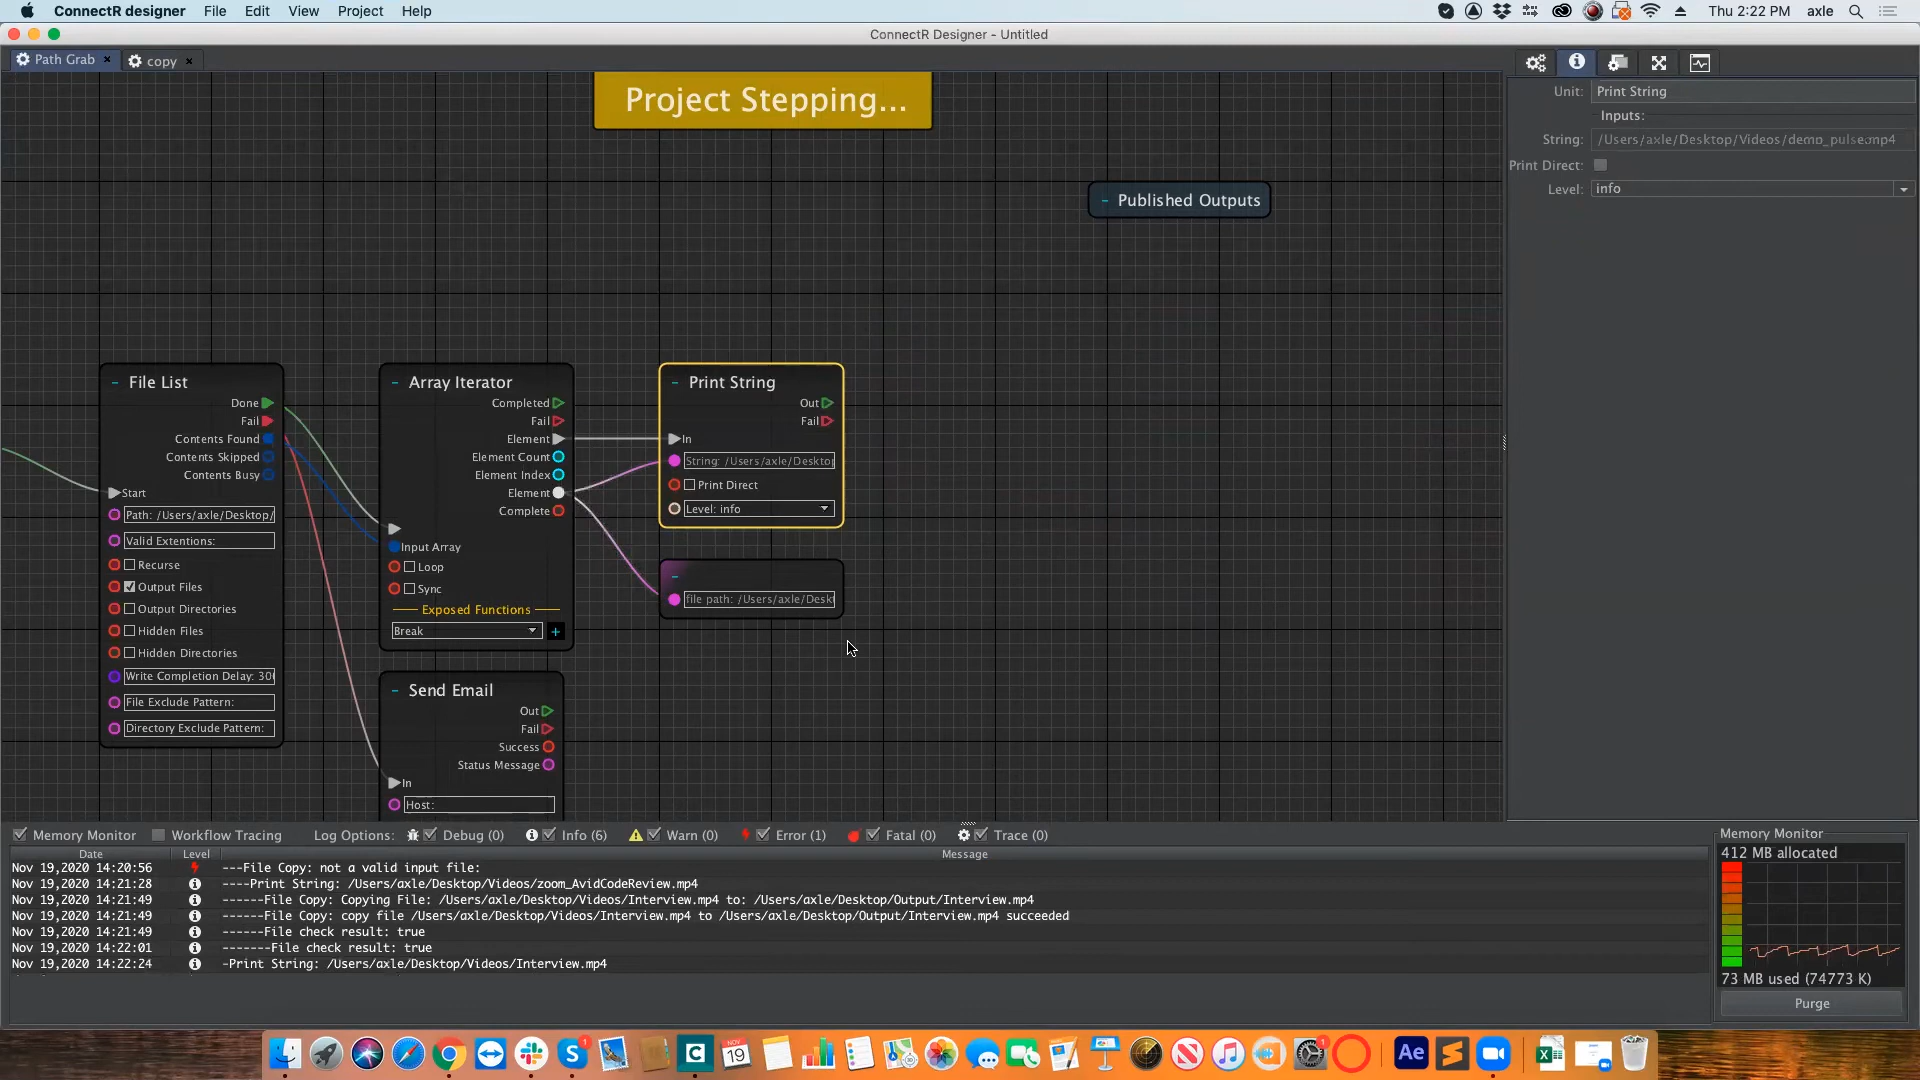 ConnectR designer File Edit View Project Help
Thu 2:22 PM axle
ConnectR Designer - Untitled
Path Grab
copy
Project Stepping...
Published Outputs
Unit: Print String
Inputs:
String: /Users/axle/Desktop/Videos/demo_pulse.mp4
Print Direct:
Level: info
File List
Done
Fail
Contents Found
Contents Skipped
Contents Busy
Start
Path: /Users/axle/Desktop/
Valid Extentions:
Recurse
Output Files
Output Directories
Hidden Files
Hidden Directories
Write Completion Delay: 300
File Exclude Pattern:
Directory Exclude Pattern:
Array Iterator
Completed
Fail
Element
Element Count
Element Index
Element
Complete
Input Array
Loop
Sync
Exposed Functions
Break
+
Send Email
Out
Fail
Success
Status Message
In
Host:
Print String
Out
Fail
In
String: /Users/axle/Desktop
Print Direct
Level: info
file path: /Users/axle/Deskt
Memory Monitor Workflow Tracing Log Options: Debug (0) Info (6) Warn (0) Error (1) Fatal (0) Trace (0)
Date Level Message
Nov 19,2020 14:20:56 ---File Copy: not a valid input file:
Nov 19,2020 14:21:28 ----Print String: /Users/axle/Desktop/Videos/zoom_AvidCodeReview.mp4
Nov 19,2020 14:21:49 ------File Copy: Copying File: /Users/axle/Desktop/Videos/Interview.mp4 to: /Users/axle/Desktop/Output/Interview.mp4
Nov 19,2020 14:21:49 ------File Copy: copy file /Users/axle/Desktop/Videos/Interview.mp4 to /Users/axle/Desktop/Output/Interview.mp4 succeeded
Nov 19,2020 14:21:49 ------File check result: true
Nov 19,2020 14:22:01 -------File check result: true
Nov 19,2020 14:22:24 -Print String: /Users/axle/Desktop/Videos/Interview.mp4
Memory Monitor
412 MB allocated
73 MB used (74773 K)
Purge
NOV
19
Ae